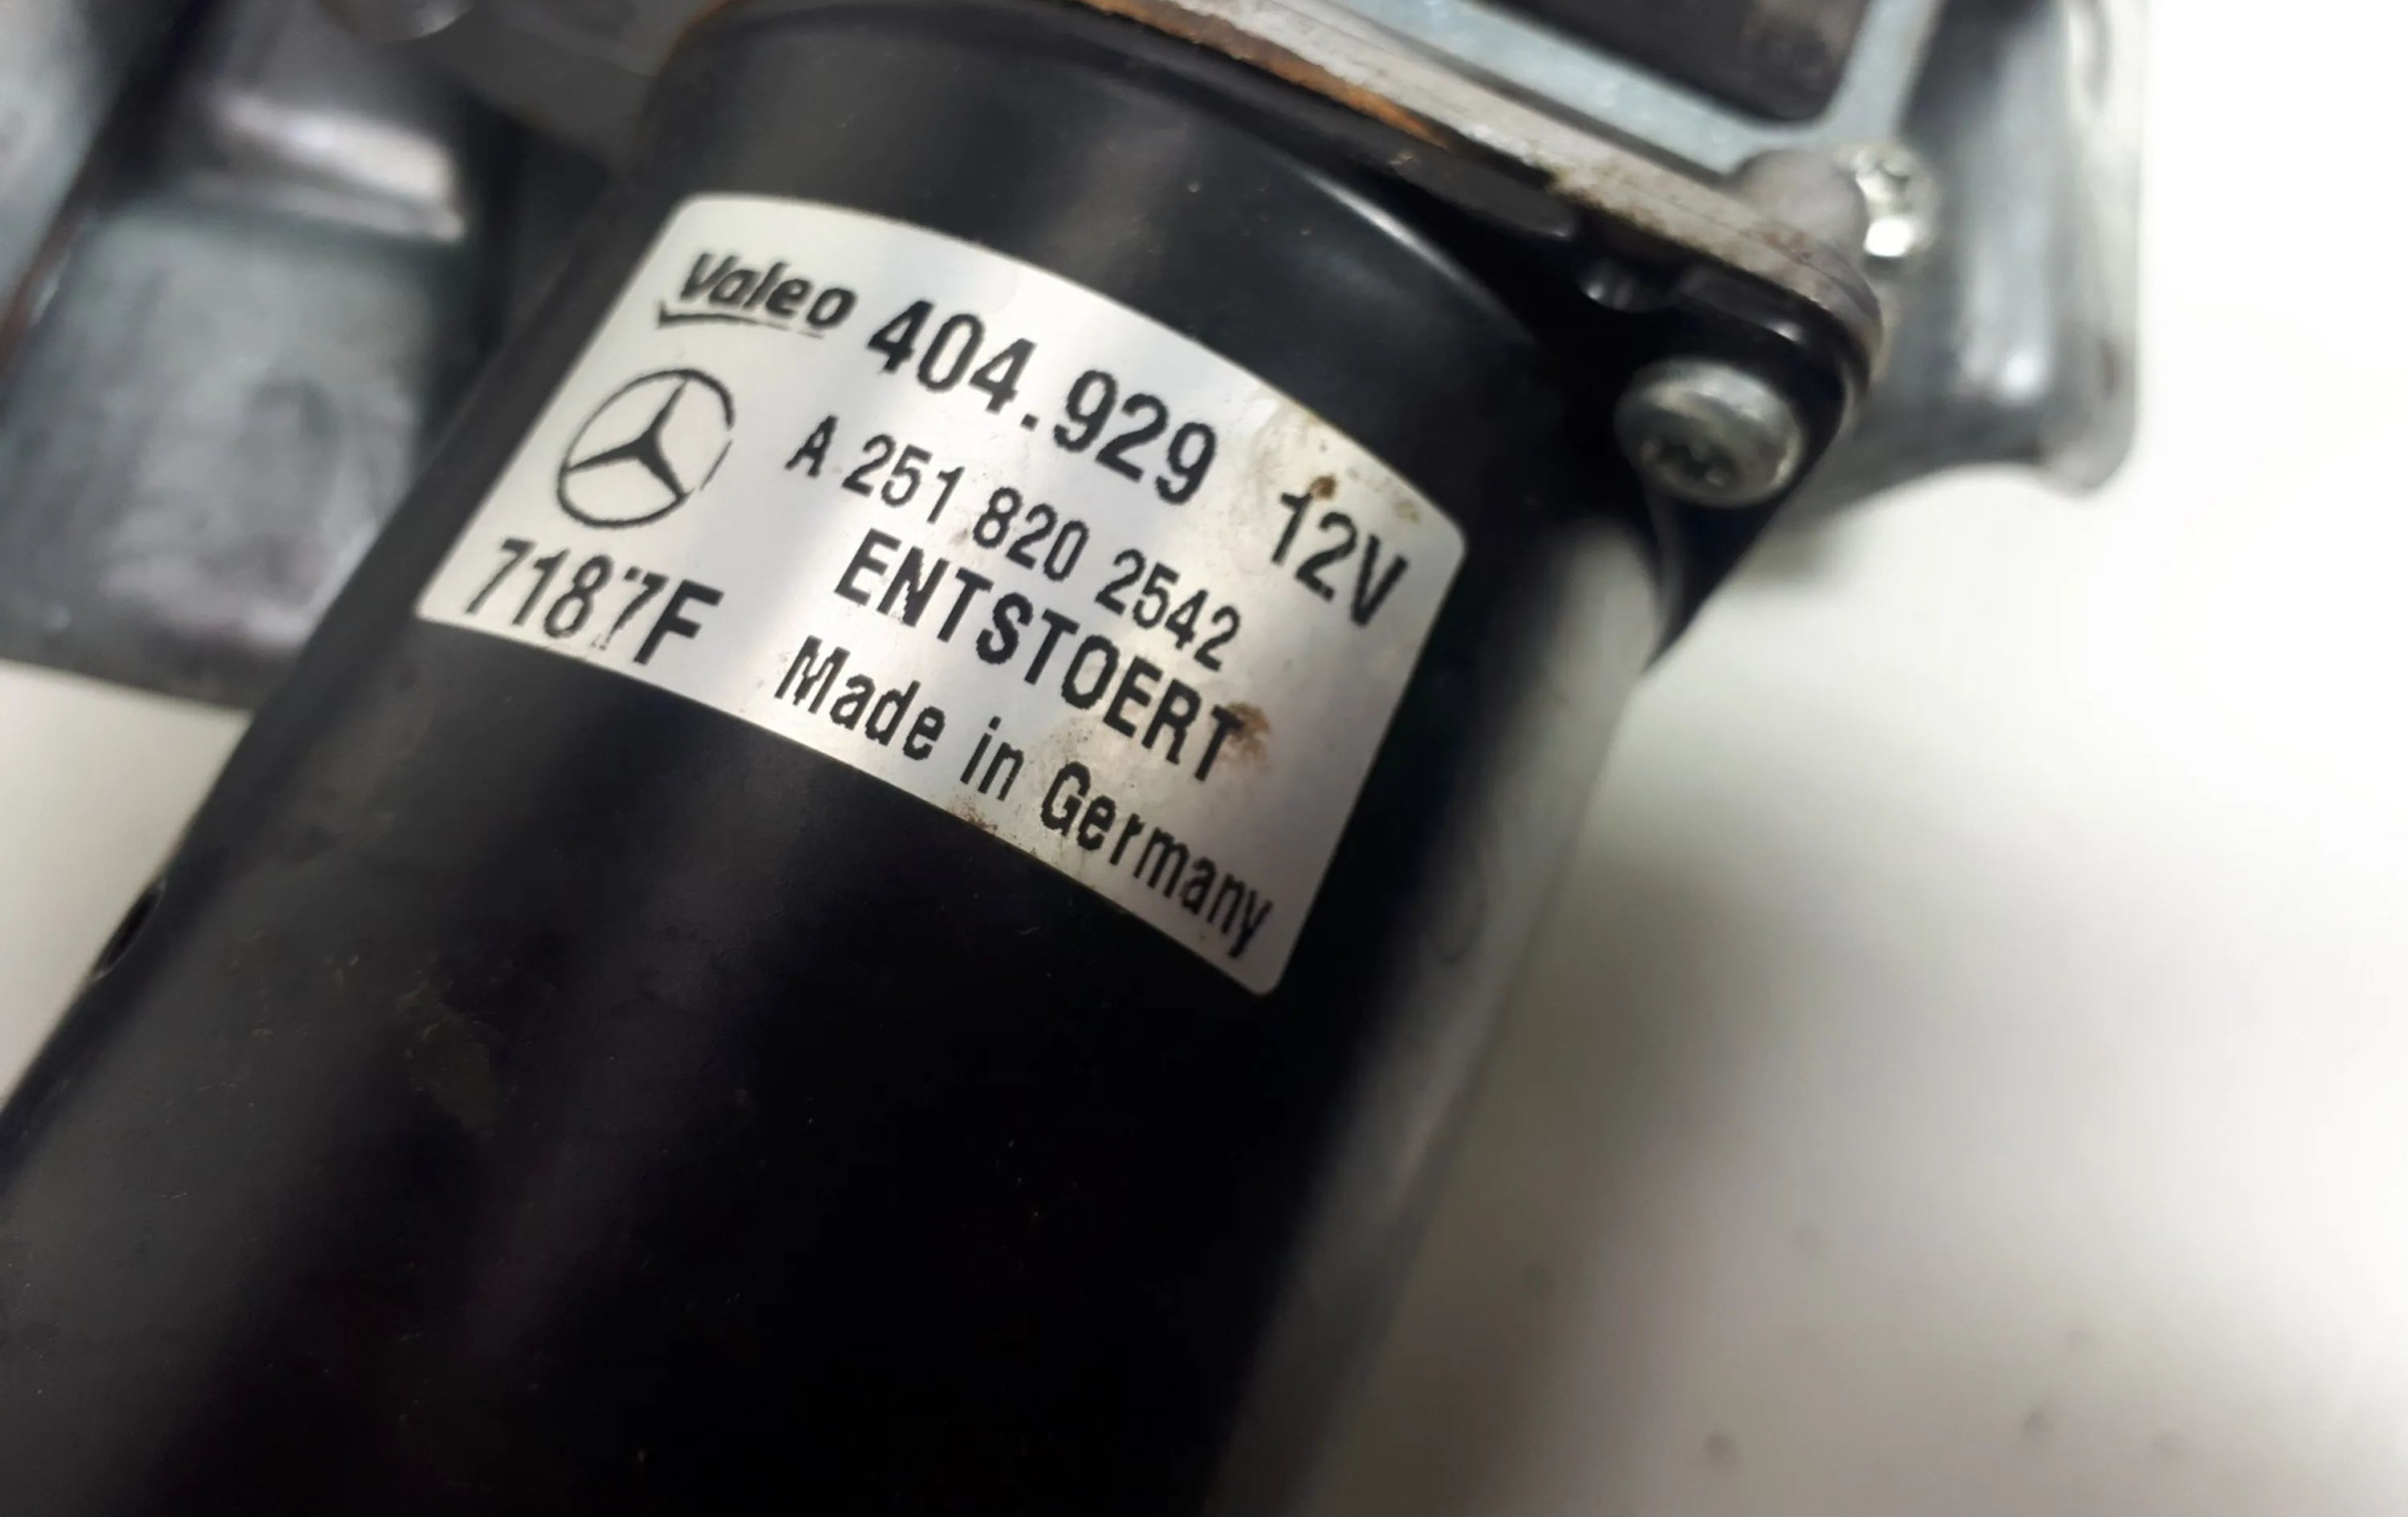 Valeo 404.929 12V
A 251 820 2542
ENTSTOERT
7187F Made in Germany